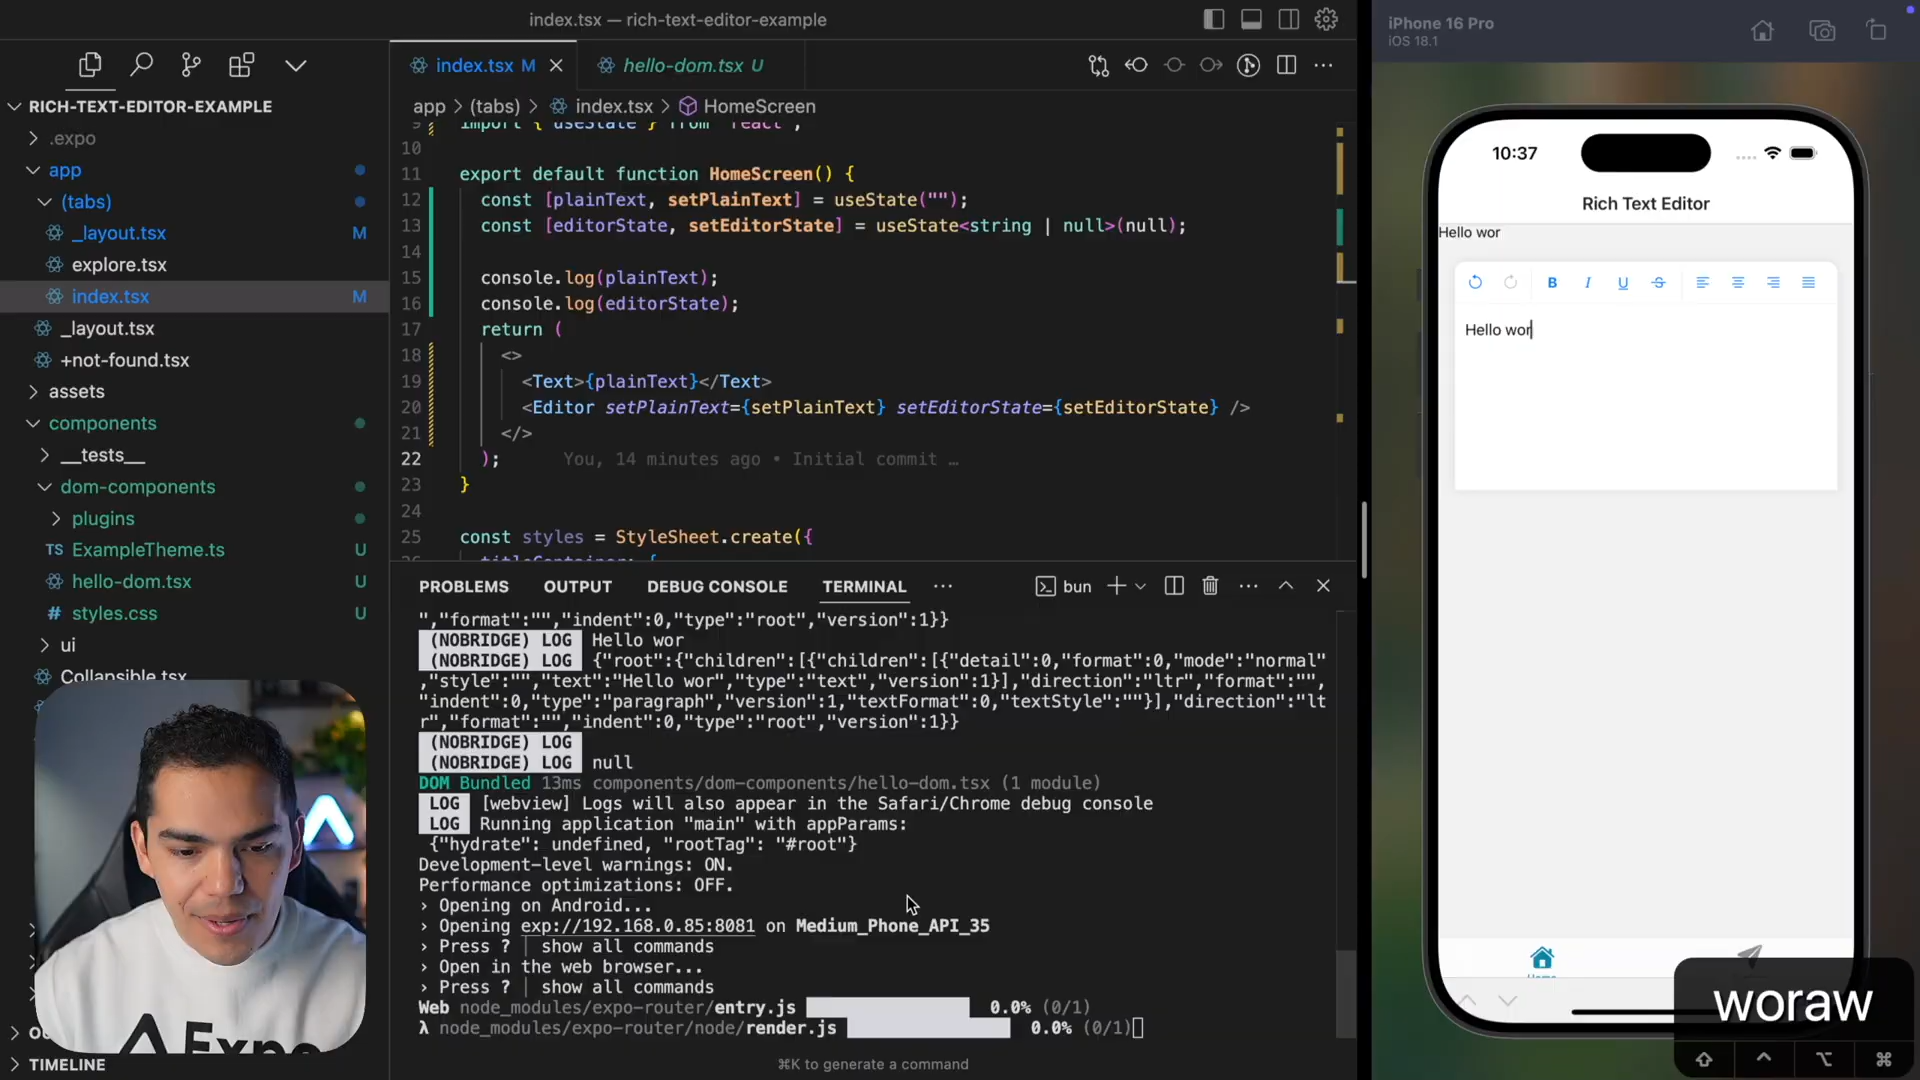 index.tsx — rich-text-editor-example
RICH-TEXT-EDITOR-EXAMPLE
.expo
app
(tabs)
_layout.tsx M
explore.tsx
index.tsx M
_layout.tsx
+not-found.tsx
assets
components
__tests__
dom-components
plugins
TS ExampleTheme.ts U
hello-dom.tsx U
# styles.css U
ui
Collapsible.tsx
TIMELINE
index.tsx M
hello-dom.tsx U
app > (tabs) > index.tsx > HomeScreen
9 import { useState } from "react";
10
11 export default function HomeScreen() {
12 const [plainText, setPlainText] = useState("");
13 const [editorState, setEditorState] = useState<string | null>(null);
14
15 console.log(plainText);
16 console.log(editorState);
17 return (
18 <>
19 <Text>{plainText}</Text>
20 <Editor setPlainText={setPlainText} setEditorState={setEditorState} />
21 </>
22 ); You, 14 minutes ago • Initial commit …
23 }
24
25 const styles = StyleSheet.create({
titleContainer: {
PROBLEMS OUTPUT DEBUG CONSOLE TERMINAL ··· bun
","format":"","indent":0,"type":"root","version":1}}
(NOBRIDGE) LOG Hello wor
(NOBRIDGE) LOG {"root":{"children":[{"children":[{"detail":0,"format":0,"mode":"normal"
,"style":"","text":"Hello wor","type":"text","version":1}],"direction":"ltr","format":"",
"indent":0,"type":"paragraph","version":1,"textFormat":0,"textStyle":""}],"direction":"lt
r","format":"","indent":0,"type":"root","version":1}}
(NOBRIDGE) LOG
(NOBRIDGE) LOG null
DOM Bundled 13ms components/dom-components/hello-dom.tsx (1 module)
LOG [webview] Logs will also appear in the Safari/Chrome debug console
LOG Running application "main" with appParams:
{"hydrate": undefined, "rootTag": "#root"}
Development-level warnings: ON.
Performance optimizations: OFF.
› Opening on Android...
› Opening exp://192.168.0.85:8081 on Medium_Phone_API_35
› Press ? │ show all commands
› Open in the web browser...
› Press ? │ show all commands
Web node_modules/expo-router/entry.js 0.0% (0/1)
λ node_modules/expo-router/node/render.js 0.0% (0/1)
⌘K to generate a command
iPhone 16 Pro
iOS 18.1
10:37
Rich Text Editor
Hello wor
B I U S
Hello wor
Home
woraw
⇧ ^ ⌥ ⌘
Expo